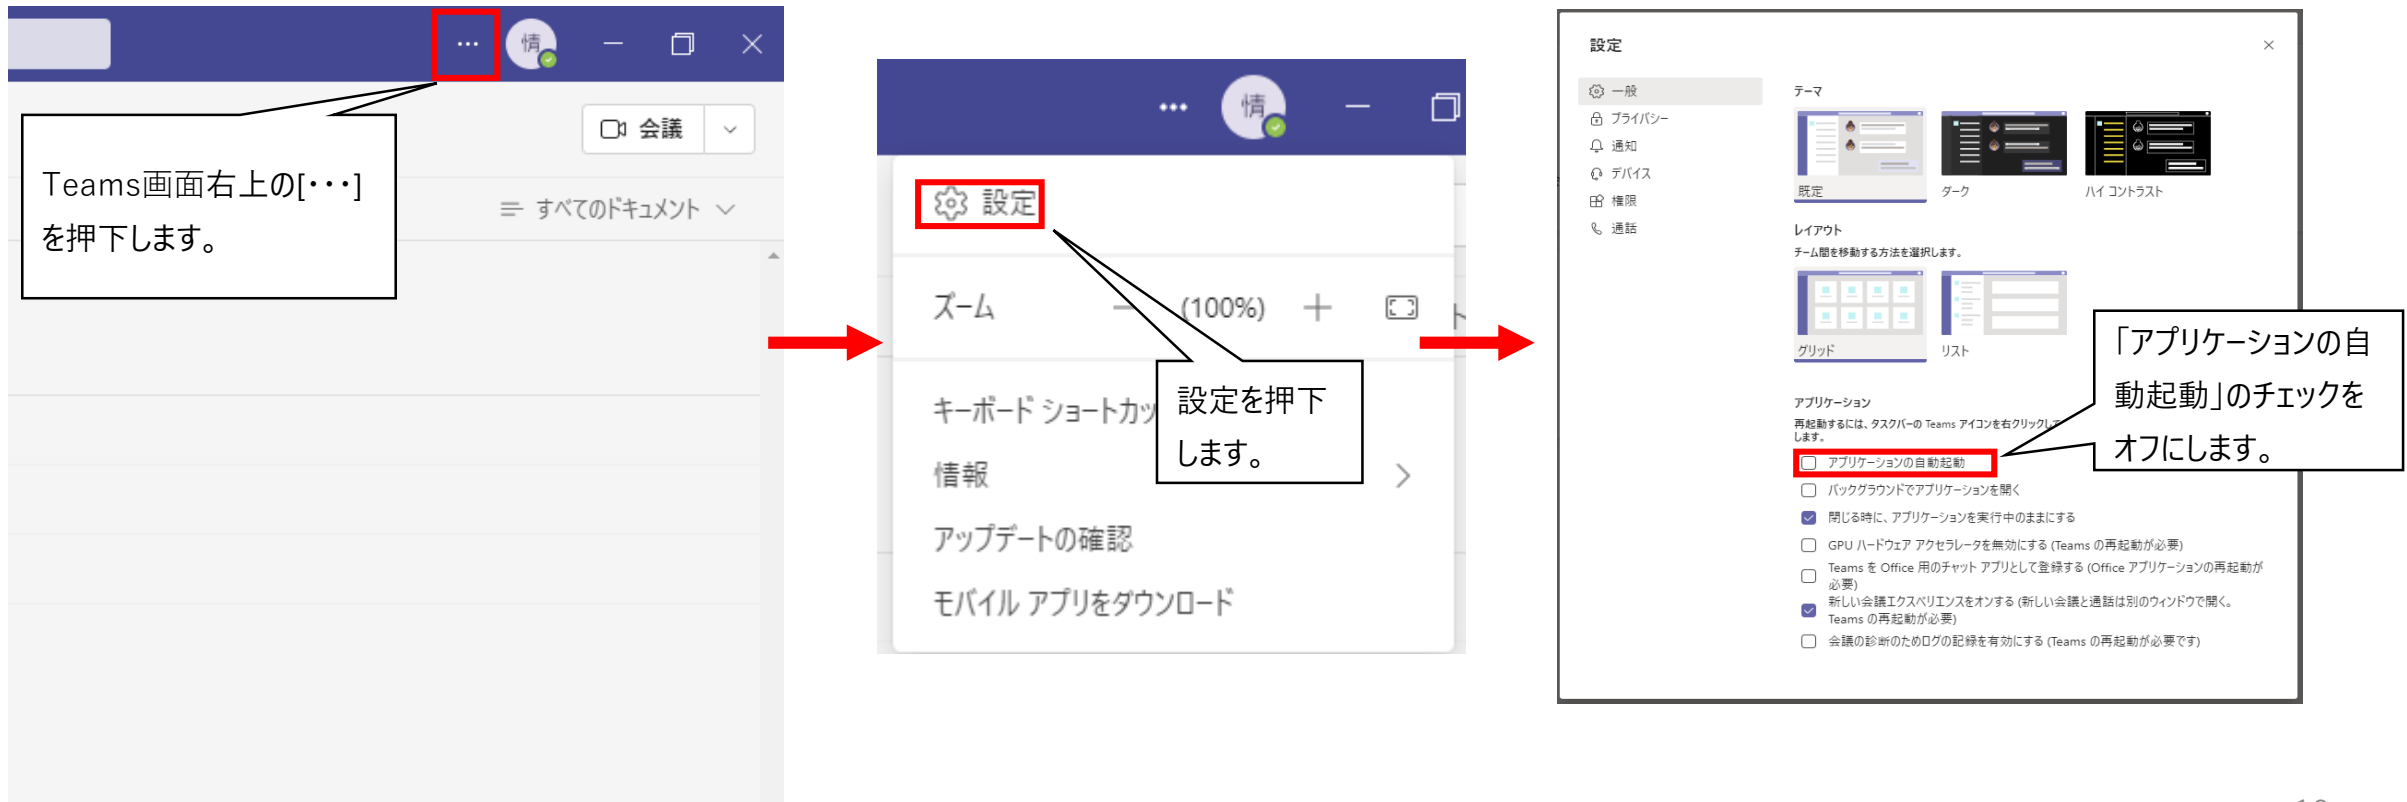 情
Teams画面右上の[・・・]
を押下します。
会議
すべてのドキュメント
情
設定
ズーム
(100%)
キーボード ショートカッ
設定を押下
します。
情報
アップデートの確認
モバイル アプリをダウンロード
設定
一般
プライバシー
通知
デバイス
権限
通話
テーマ
既定
ダーク
ハイ コントラスト
レイアウト
チーム間を移動する方法を選択します。
グリッド
リスト
「アプリケーションの自
動起動」のチェックを
オフにします。
アプリケーション
再起動するには、タスクバーの Teams アイコンを右クリックして
します。
アプリケーションの自動起動
バックグラウンドでアプリケーションを開く
閉じる時に、アプリケーションを実行中のままにする
GPU ハードウェア アクセラレータを無効にする (Teams の再起動が必要)
Teams を Office 用のチャット アプリとして登録する (Office アプリケーションの再起動が
必要)
新しい会議エクスペリエンスをオンする (新しい会議と通話は別のウィンドウで開く。
Teams の再起動が必要)
会議の診断のためログの記録を有効にする (Teams の再起動が必要です)